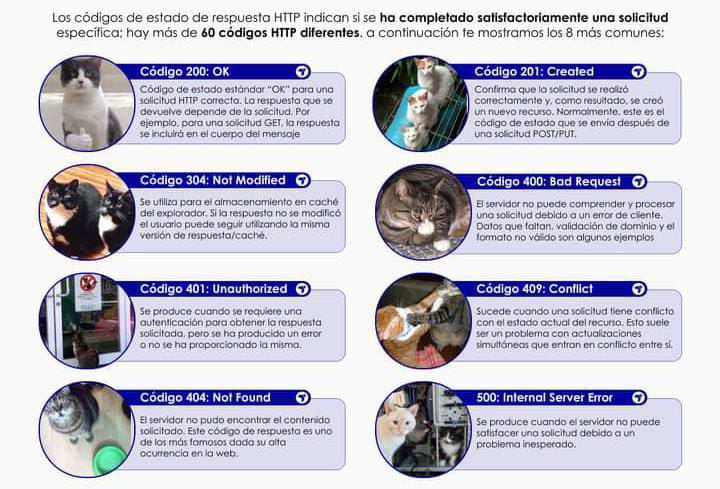 Los códigos de estado de respuesta HTTP indican si se ha completado satisfactoriamente una solicitud
específica; hay más de 60 códigos HTTP diferentes. a continuación te mostramos los 8 más comunes:
Código 200: OK
Código de estado estándar “OK” para una
solicitud HTTP correcta. La respuesta que se
devuelve depende de la solicitud. Por
ejemplo, para una solicitud GET, la respuesta
se incluirá en el cuerpo del mensaje
Código 201: Created
Confirma que la solicitud se realizó
correctamente y, como resultado, se creó
un nuevo recurso. Normalmente, este es el
código de estado que se envía después de
una solicitud POST/PUT.
Código 304: Not Modified
Se utiliza para el almacenamiento en caché
del explorador. Si la respuesta no se modificó
el usuario puede seguir utilizando la misma
versión de respuesta/caché.
Código 400: Bad Request
El servidor no puede comprender y procesar
una solicitud debido a un error de cliente.
Datos que faltan, validación de dominio y el
formato no válido son algunos ejemplos
Código 401: Unauthorized
Se produce cuando se requiere una
autenticación para obtener la respuesta
solicitada, pero se ha producido un error
o no se ha proporcionado la misma.
Código 409: Conflict
Sucede cuando una solicitud tiene conflicto
con el estado actual del recurso. Esto suele
ser un problema con actualizaciones
simultáneas que entran en conflicto entre sí.
Código 404: Not Found
El servidor no pudo encontrar el contenido
solicitado. Este código de respuesta es uno
de los más famosos dada su alta
ocurrencia en la web.
500: Internal Server Error
Se produce cuando el servidor no puede
satisfacer una solicitud debido a un
problema inesperado.